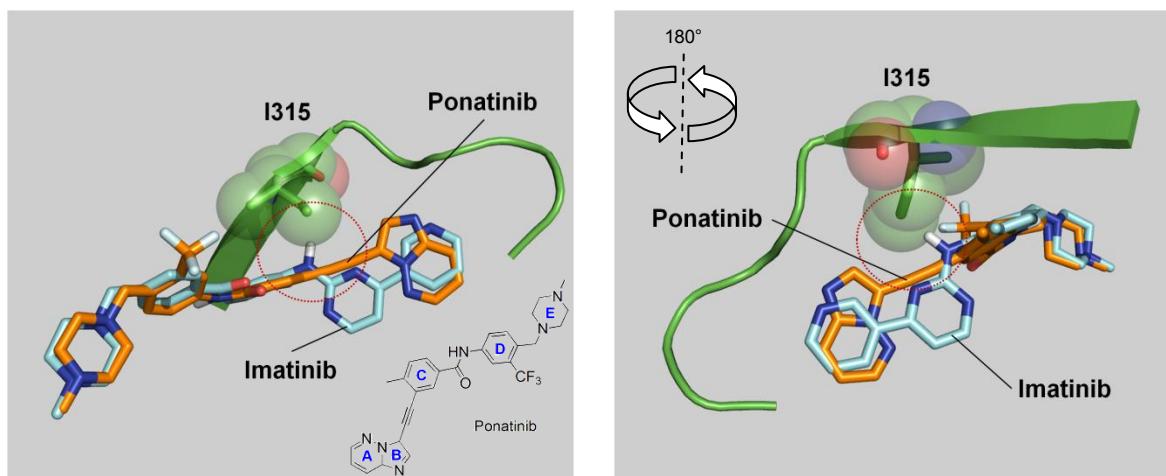 I315
Ponatinib
Imatinib
N
E
N
HN
D
C
O
CF3
N
N
A
B
N
Ponatinib
180°
I315
Ponatinib
Imatinib